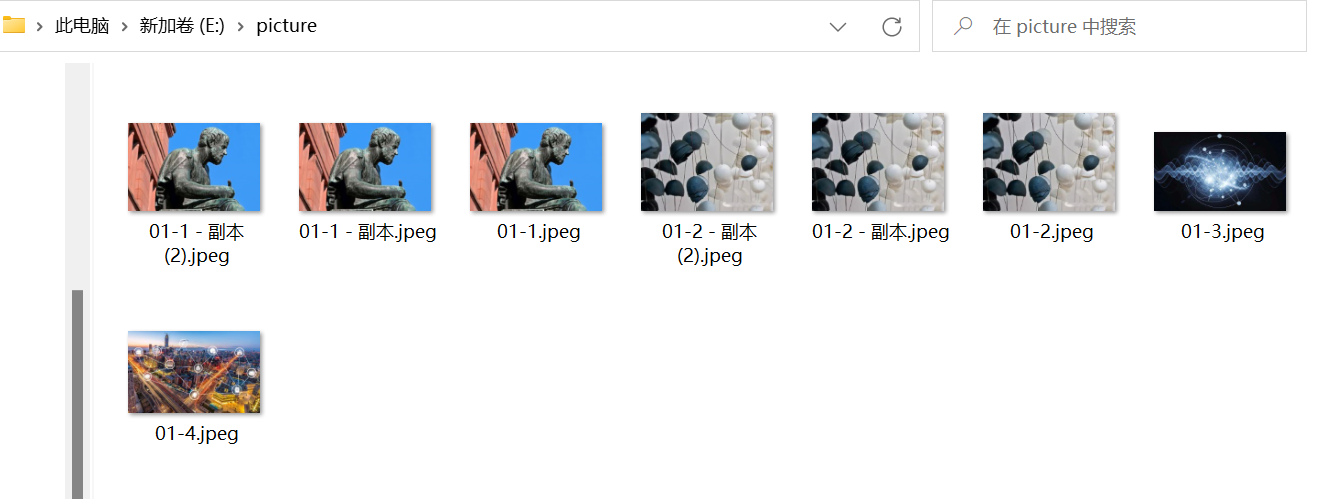 此电脑 新加卷 (E:) picture
在 picture 中搜索
01-1 - 副本
(2).jpeg
01-1 - 副本.jpeg
01-1.jpeg
01-2 - 副本
(2).jpeg
01-2 - 副本.jpeg
01-2.jpeg
01-3.jpeg
01-4.jpeg